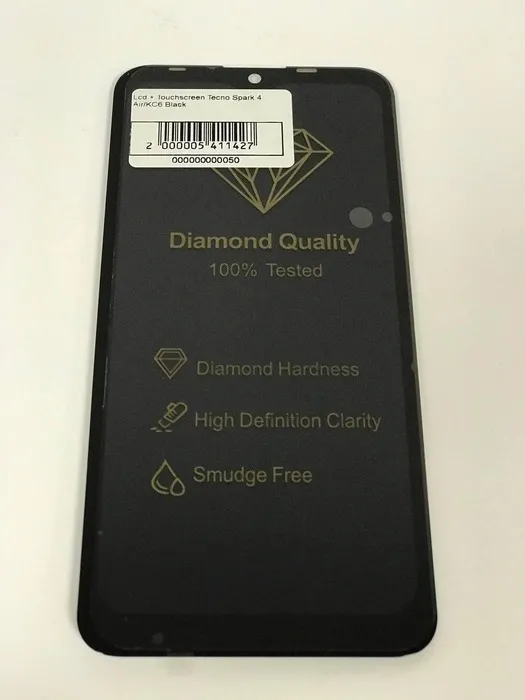 Lcd + Touchscreen Tecno Spark 4
Air/KC6 Black
2 000005 411427
000000000050
Diamond Quality
100% Tested
Diamond Hardness
High Definition Clarity
Smudge Free